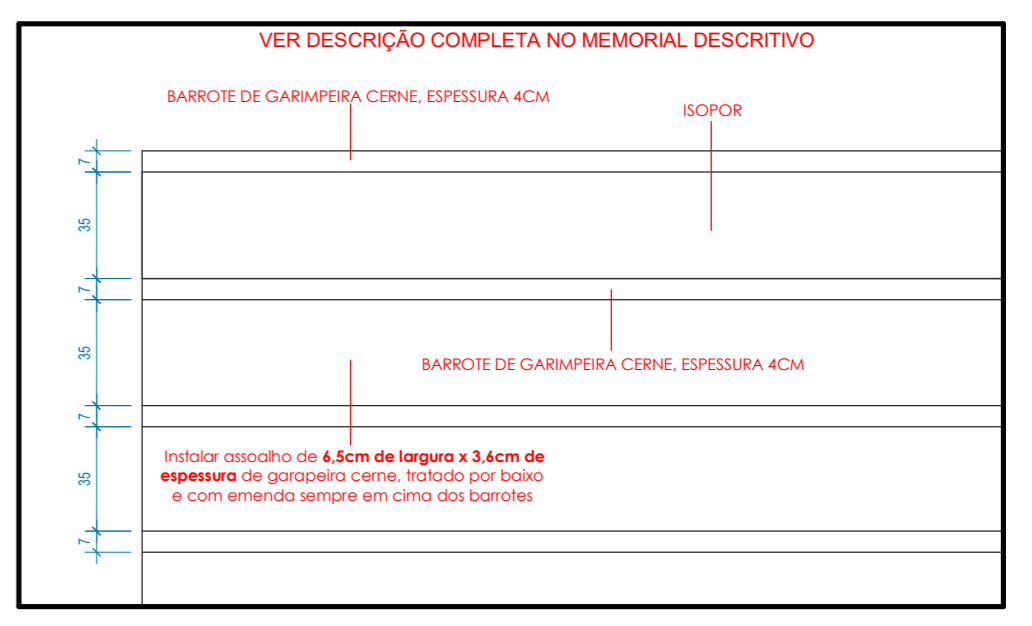 VER DESCRIÇÃO COMPLETA NO MEMORIAL DESCRITIVO
BARROTE DE GARIMPEIRA CERNE, ESPESSURA 4CM
ISOPOR
7
35
7
35
BARROTE DE GARIMPEIRA CERNE, ESPESSURA 4CM
7
Instalar assoalho de 6,5cm de largura x 3,6cm de
espessura de garapeira cerne, tratado por baixo
e com emenda sempre em cima dos barrotes
35
7